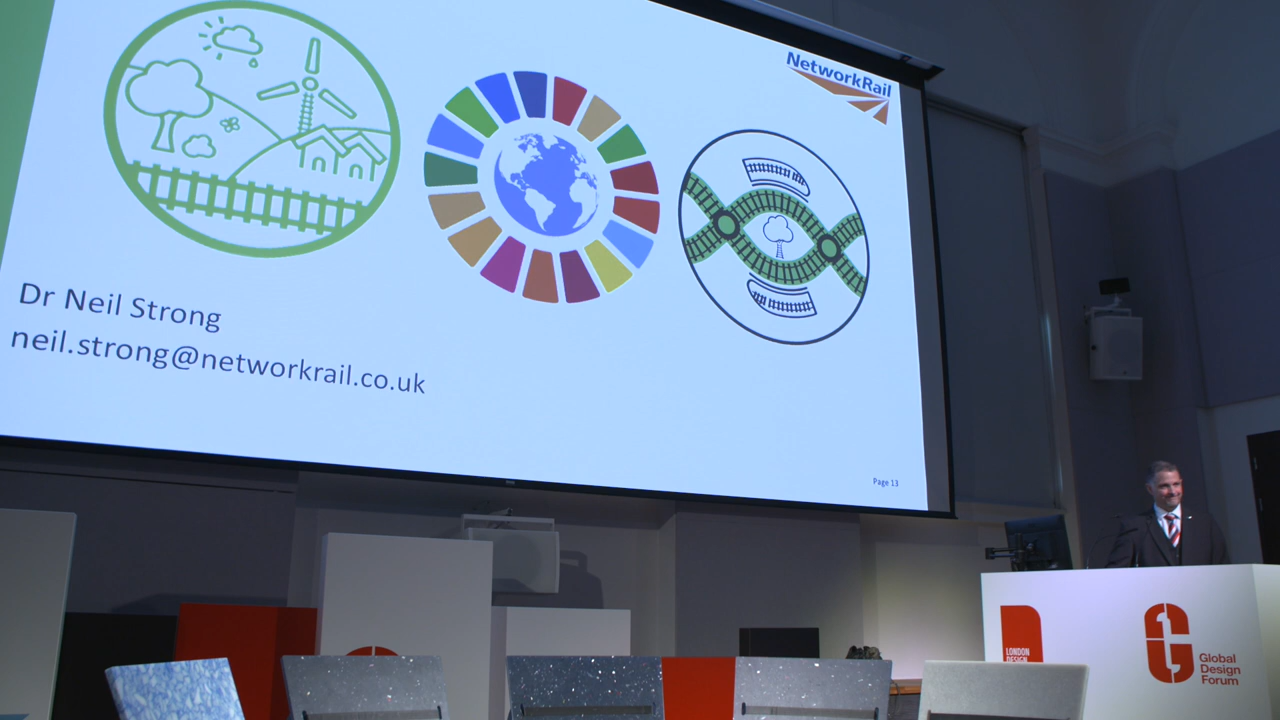 NetworkRail
Dr Neil Strong
neil.strong@networkrail.co.uk
Page 13
LONDON
DESIGN
Global
Design
Forum